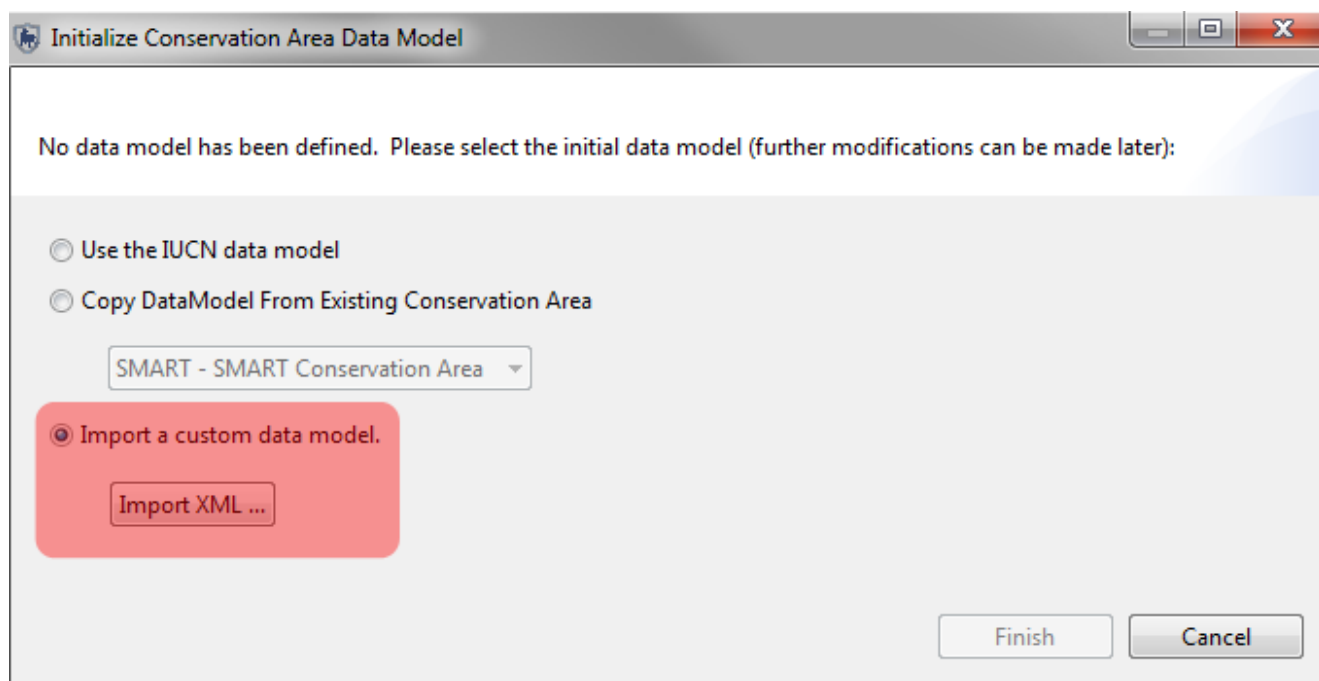 Initialize Conservation Area Data Model
No data model has been defined.  Please select the initial data model (further modifications can be made later):
Use the IUCN data model
Copy DataModel From Existing Conservation Area
SMART - SMART Conservation Area
Import a custom data model.
Import XML ...
Finish
Cancel